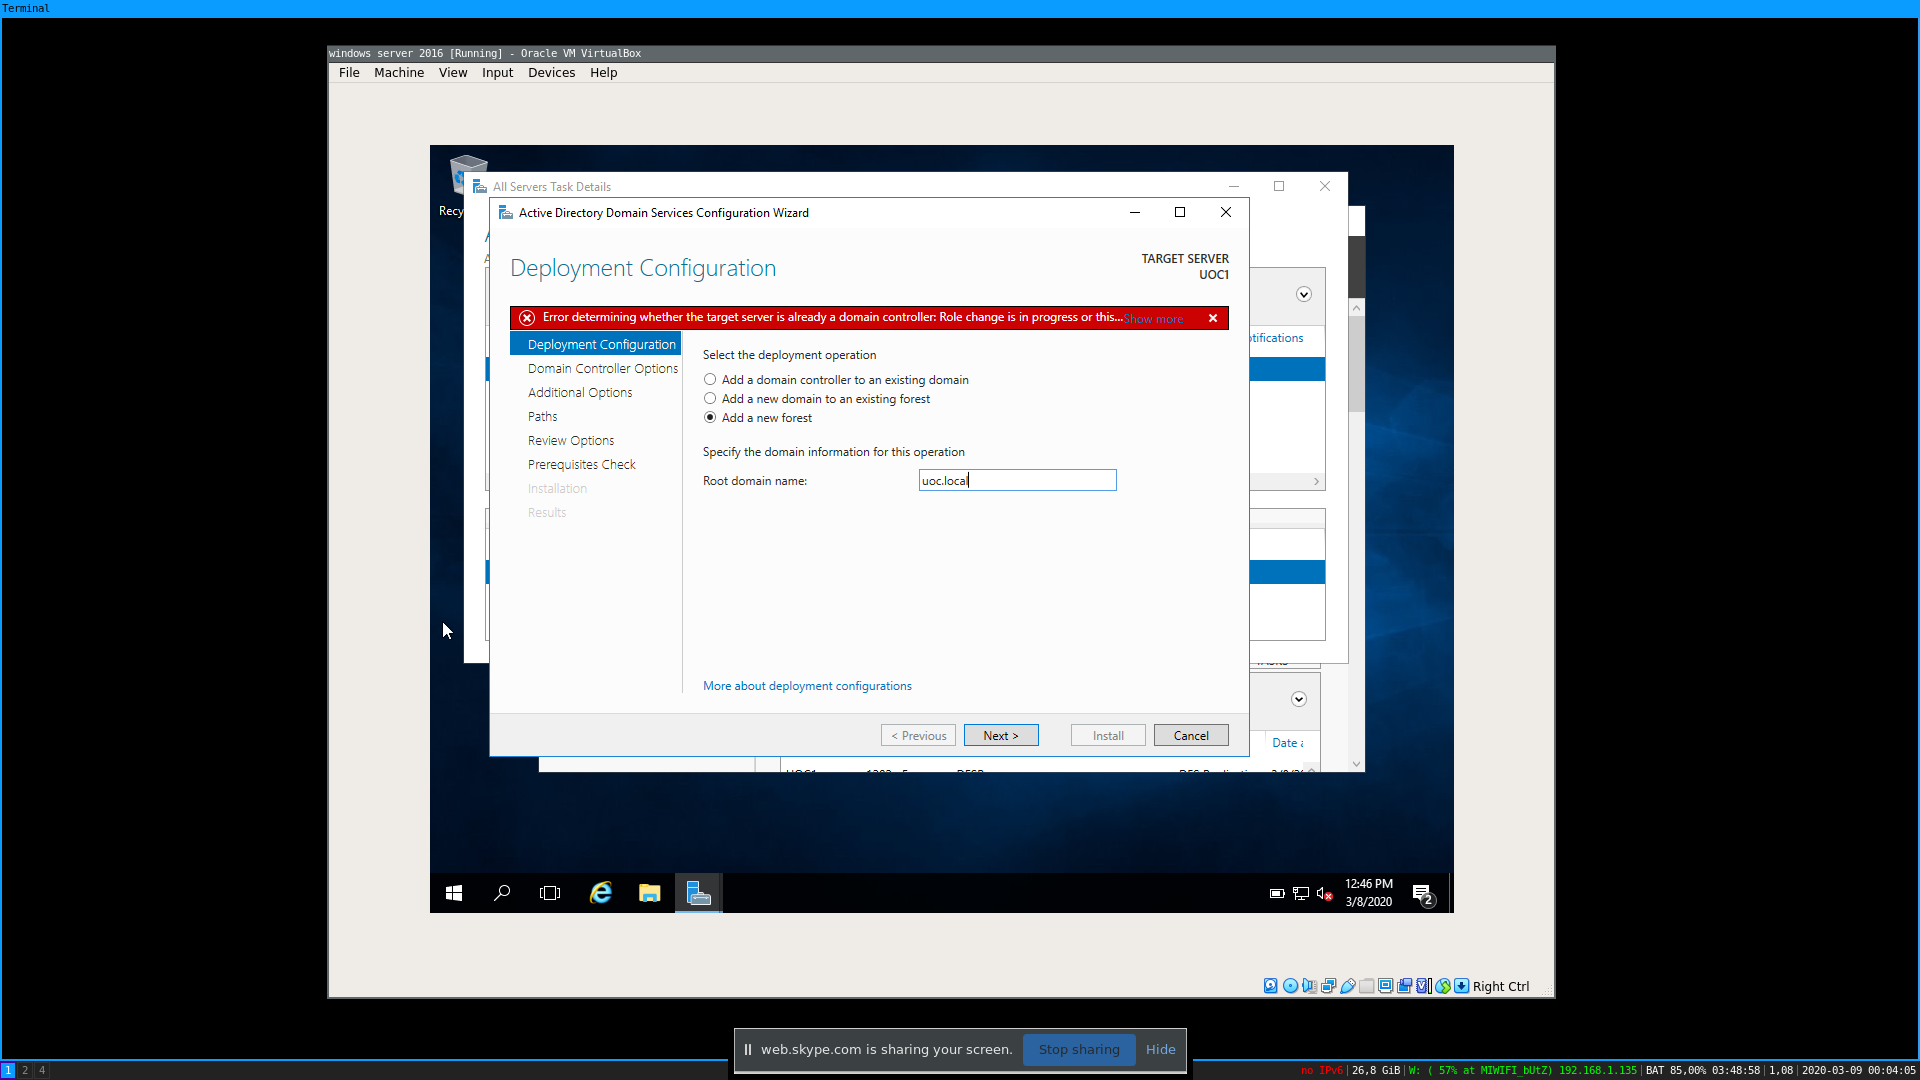 Terminal
windows server 2016 [Running] - Oracle VM VirtualBox
File Machine View Input Devices Help
Recy
All Servers Task Details
Active Directory Domain Services Configuration Wizard
Deployment Configuration
TARGET SERVER
UOC1
Error determining whether the target server is already a domain controller: Role change is in progress or this... Show more
Deployment Configuration
Domain Controller Options
Additional Options
Paths
Review Options
Prerequisites Check
Installation
Results
Select the deployment operation
Add a domain controller to an existing domain
Add a new domain to an existing forest
Add a new forest
Specify the domain information for this operation
Root domain name: uoc.local
More about deployment configurations
otifications
< Previous Next > Install Cancel
Date a
12:46 PM
3/8/2020
2
Right Ctrl
web.skype.com is sharing your screen. Stop sharing Hide
1 2 4
no IPv6 | 26,8 GiB | W: ( 57% at MIWIFI_bUtZ) 192.168.1.135 | BAT 85,00% 03:48:58 | 1,08 | 2020-03-09 00:04:05